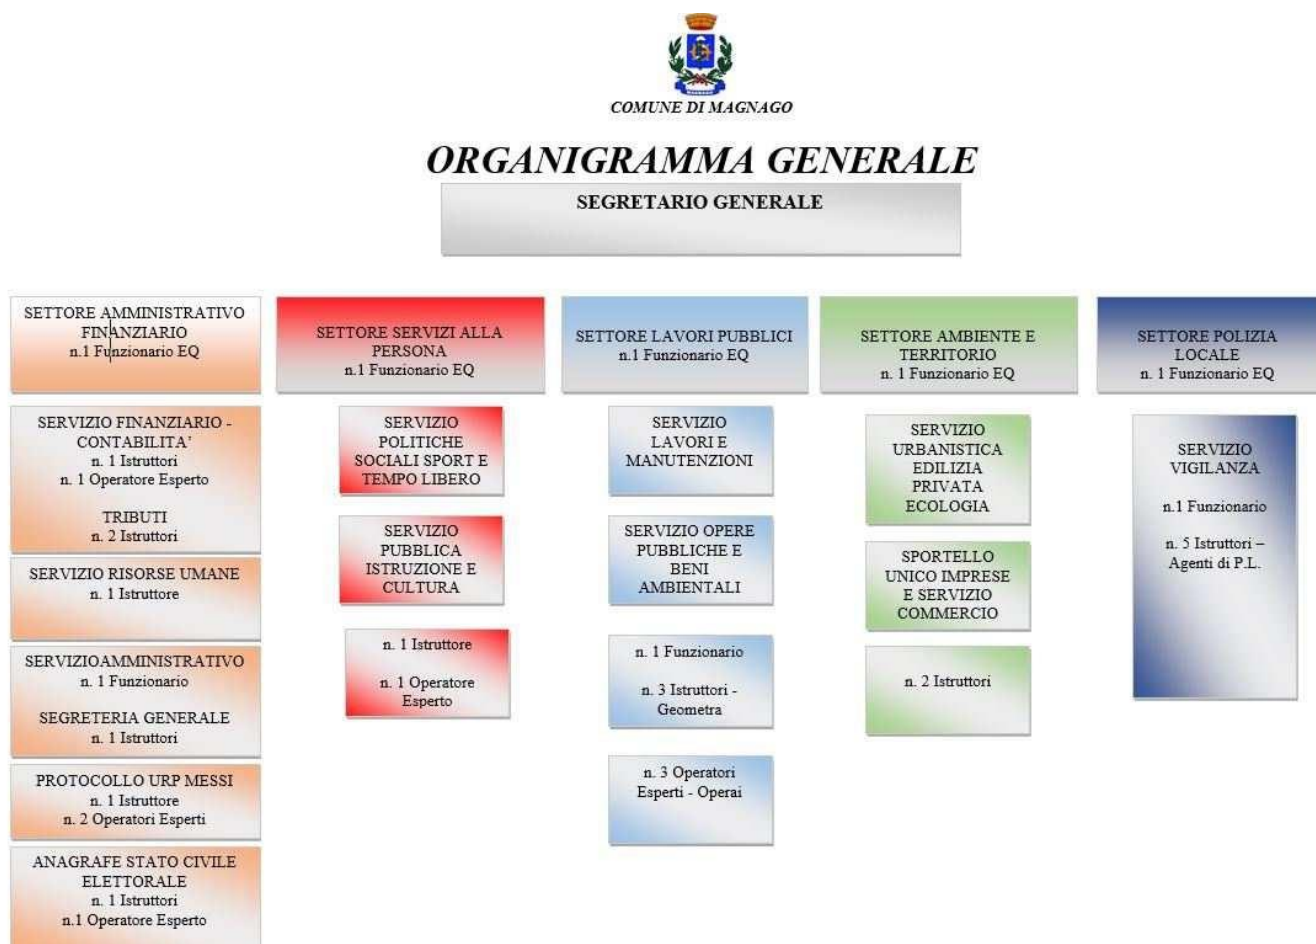 COMUNE DI MAGNAGO
ORGANIGRAMMA GENERALE
SEGRETARIO GENERALE
SETTORE AMMINISTRATIVO
FINANZIARIO
n.1 Funzionario EQ
SERVIZIO FINANZIARIO -
CONTABILITA’
n. 1 Istruttori
n. 1 Operatore Esperto
TRIBUTI
n. 2 Istruttori
SERVIZIO RISORSE UMANE
n. 1 Istruttore
SERVIZIOAMMINISTRATIVO
n. 1 Funzionario
SEGRETERIA GENERALE
n. 1 Istruttori
PROTOCOLLO URP MESSI
n. 1 Istruttore
n. 2 Operatori Esperti
ANAGRAFE STATO CIVILE
ELETTORALE
n. 1 Istruttori
n.1 Operatore Esperto
SETTORE SERVIZI ALLA
PERSONA
n.1 Funzionario EQ
SERVIZIO
POLITICHE
SOCIALI SPORT E
TEMPO LIBERO
SERVIZIO
PUBBLICA
ISTRUZIONE E
CULTURA
n. 1 Istruttore
n. 1 Operatore
Esperto
SETTORE LAVORI PUBBLICI
n.1 Funzionario EQ
SERVIZIO
LAVORI E
MANUTENZIONI
SERVIZIO OPERE
PUBBLICHE E
BENI
AMBIENTALI
n. 1 Funzionario
n. 3 Istruttori -
Geometra
n. 3 Operatori
Esperti - Operai
SETTORE AMBIENTE E
TERRITORIO
n. 1 Funzionario EQ
SERVIZIO
URBANISTICA
EDILIZIA
PRIVATA
ECOLOGIA
SPORTELLO
UNICO IMPRESE
E SERVIZIO
COMMERCIO
n. 2 Istruttori
SETTORE POLIZIA
LOCALE
n. 1 Funzionario EQ
SERVIZIO
VIGILANZA
n.1 Funzionario
n. 5 Istruttori –
Agenti di P.L.